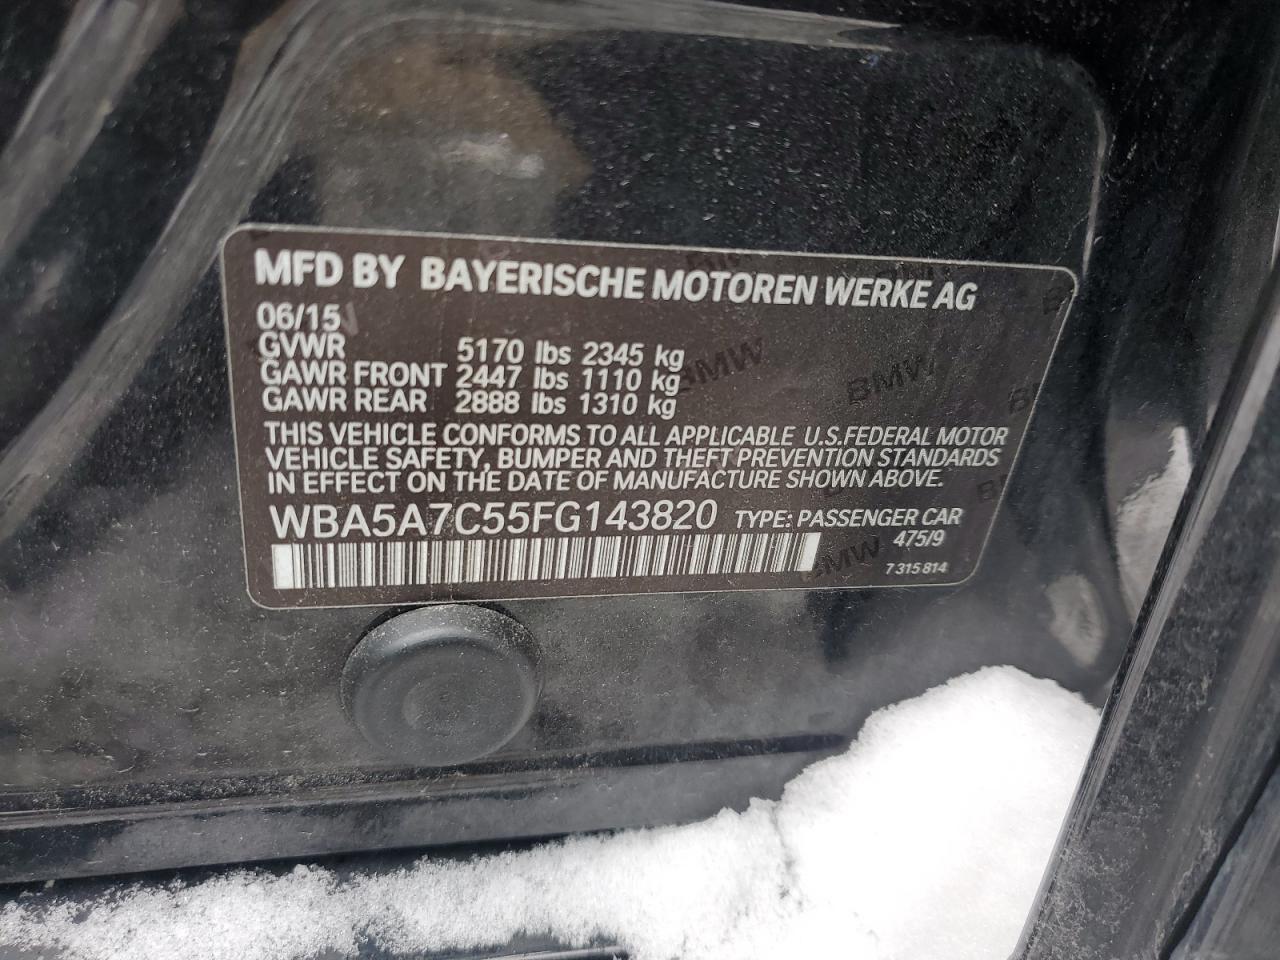 MFD BY BAYERISCHE MOTOREN WERKE AG
06/15
GVWR 5170 lbs 2345 kg
GAWR FRONT 2447 lbs 1110 kg
GAWR REAR 2888 lbs 1310 kg
THIS VEHICLE CONFORMS TO ALL APPLICABLE U.S.FEDERAL MOTOR
VEHICLE SAFETY, BUMPER AND THEFT PREVENTION STANDARDS
IN EFFECT ON THE DATE OF MANUFACTURE SHOWN ABOVE.
WBA5A7C55FG143820 TYPE: PASSENGER CAR
475/9
7 315 814
BMW
BMW
BMW